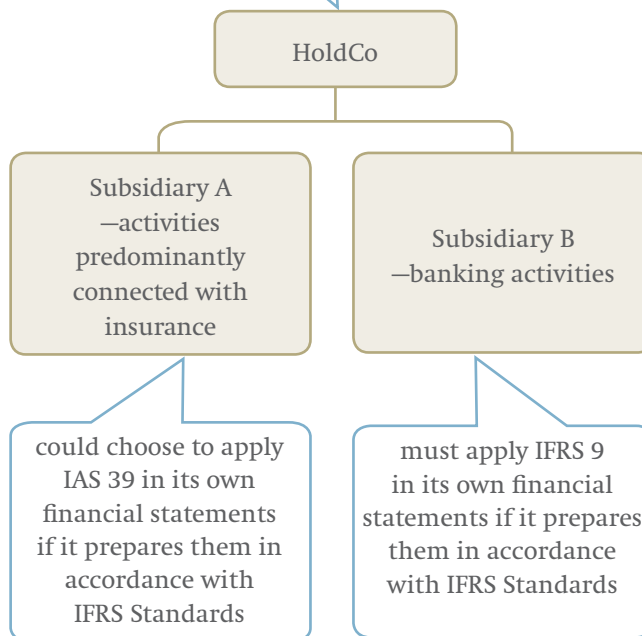 HoldCo
Subsidiary A
—activities
predominantly
connected with
insurance
Subsidiary B
—banking activities
could choose to apply
IAS 39 in its own
financial statements
if it prepares them in
accordance with
IFRS Standards
must apply IFRS 9
in its own financial
statements if it prepares
them in accordance
with IFRS Standards